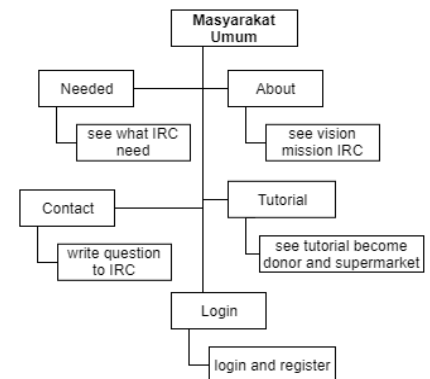 Masyarakat
Umum
Needed
About
see what IRC
need
see vision
mission IRC
Contact
Tutorial
write question
to IRC
see tutorial become
donor and supermarket
Login
login and register